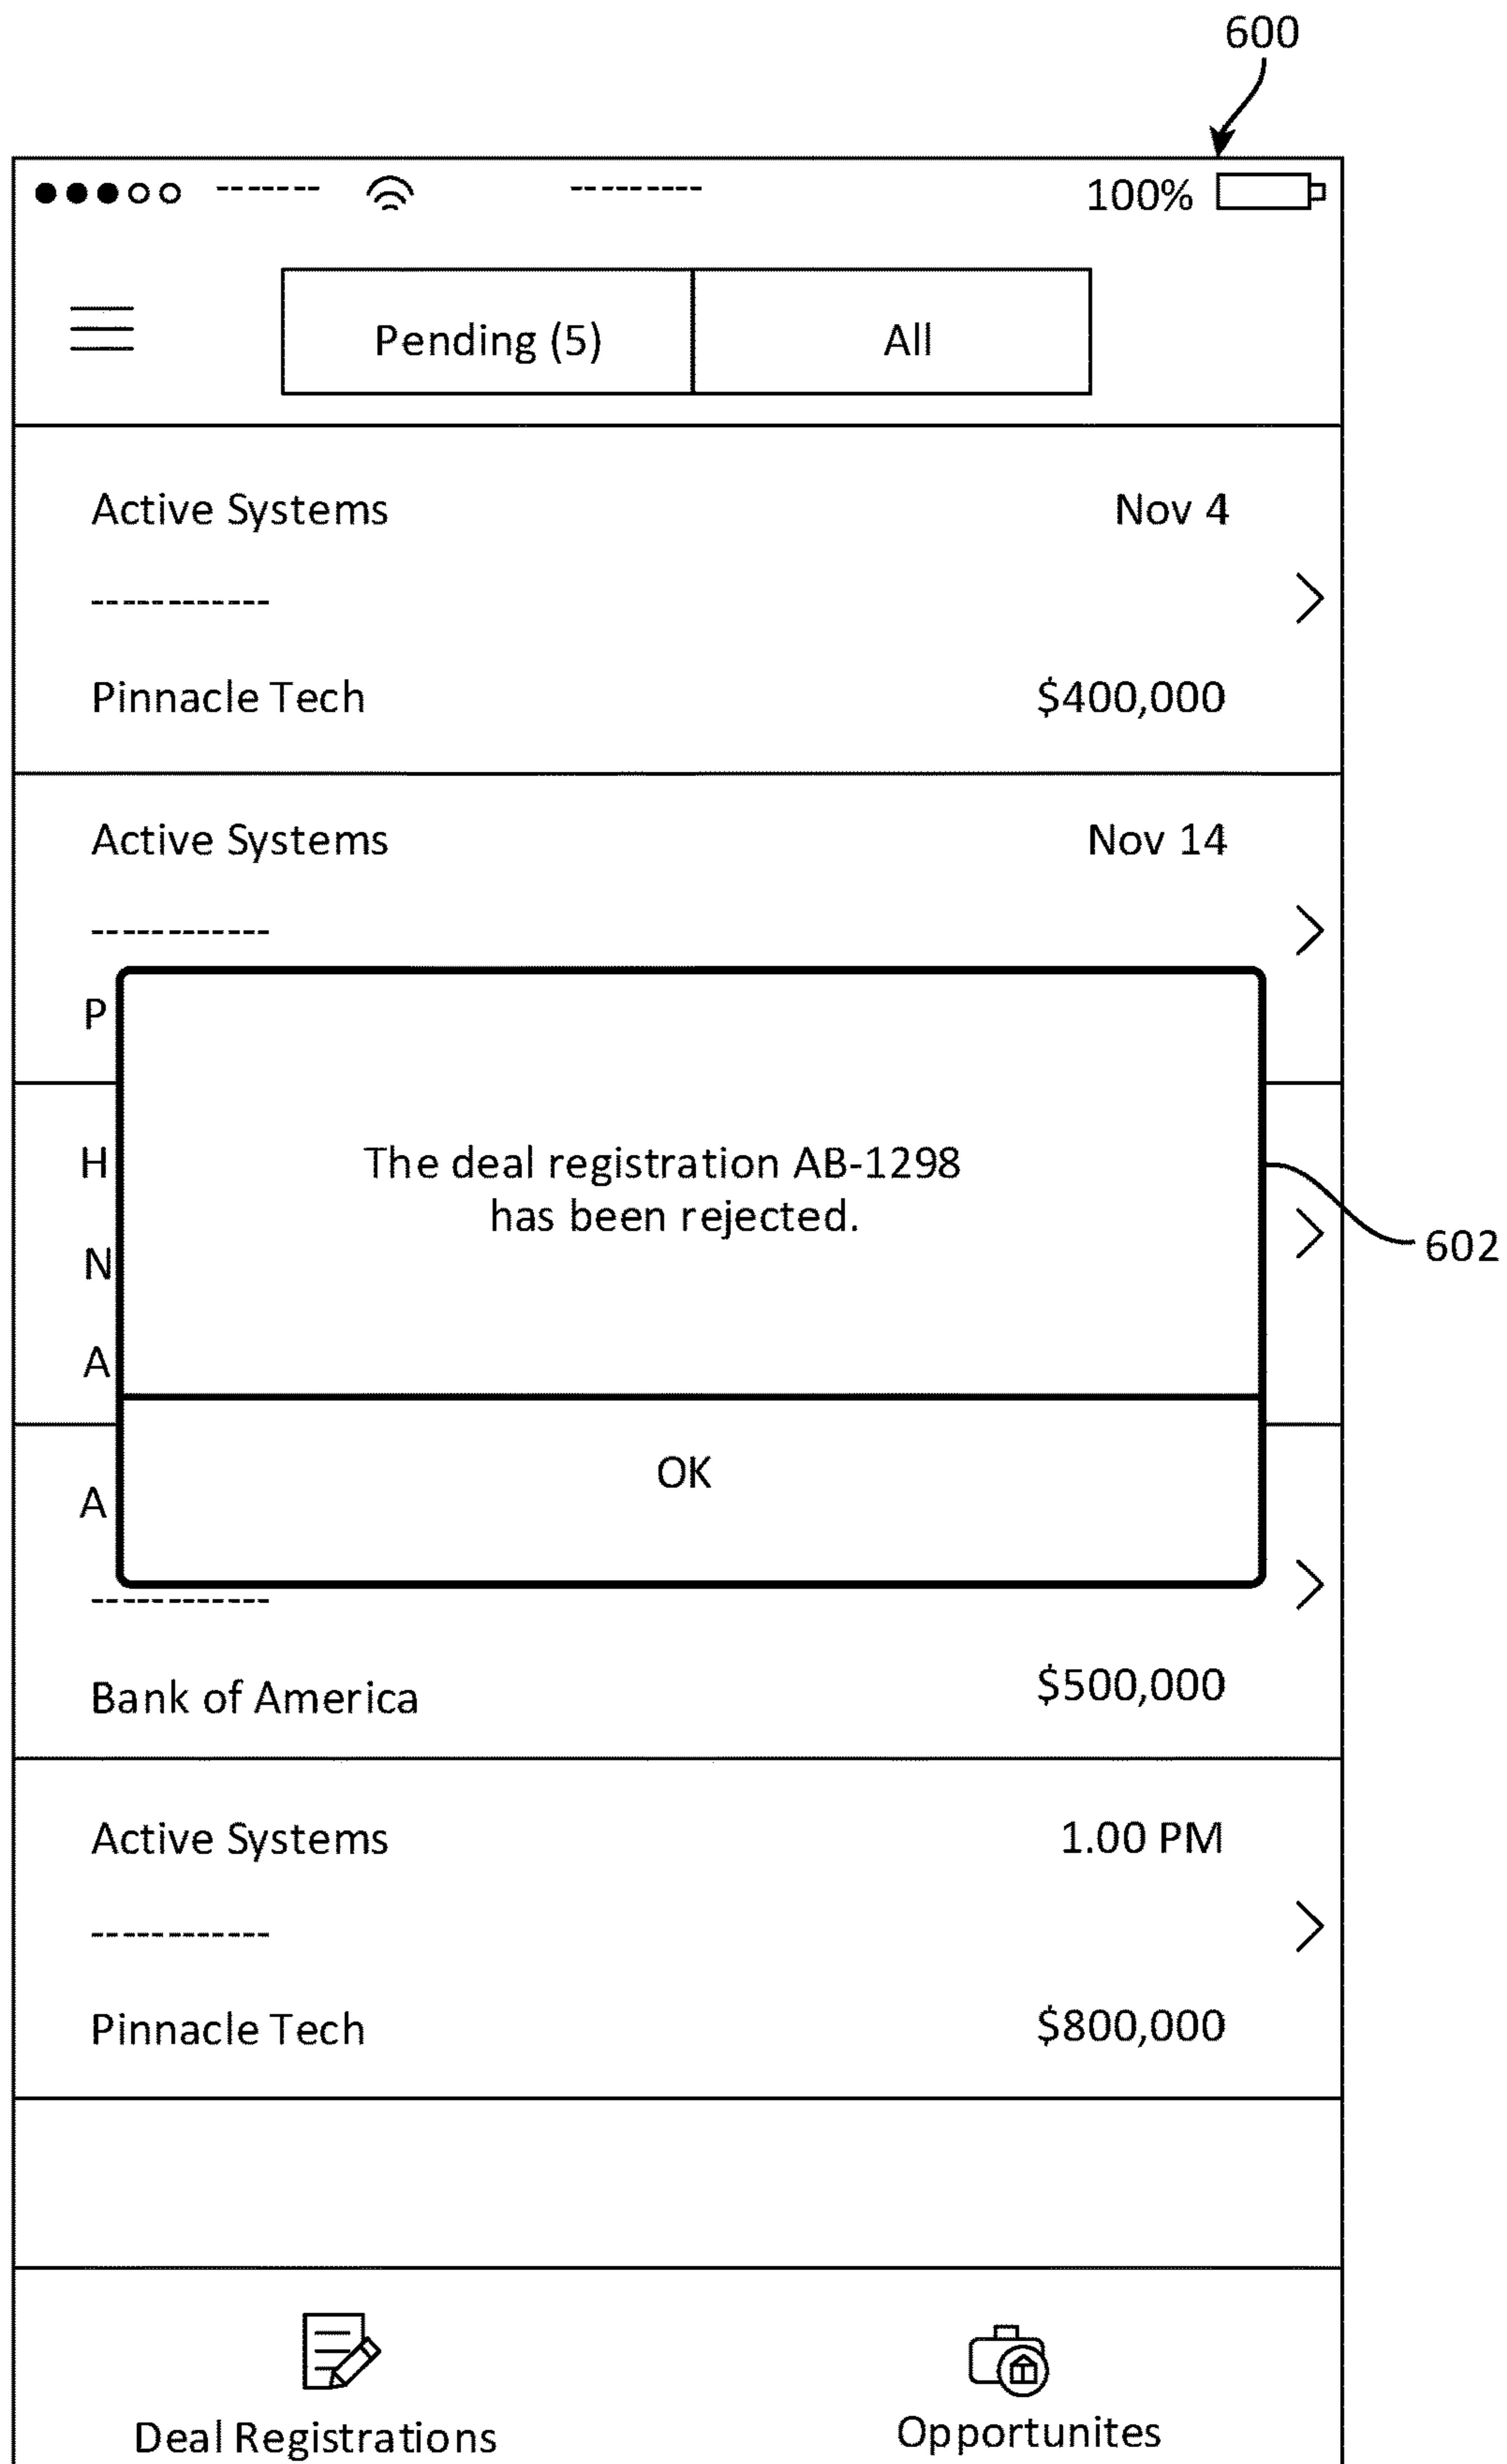 600
100%
Pending (5) All
Active Systems Nov 4
Pinnacle Tech $400,000
Active Systems Nov 14
P
H
The deal registration AB-1298
has been rejected.
602
N
A
OK
A
Bank of America $500,000
Active Systems 1.00 PM
Pinnacle Tech $800,000
Deal Registrations Opportunites